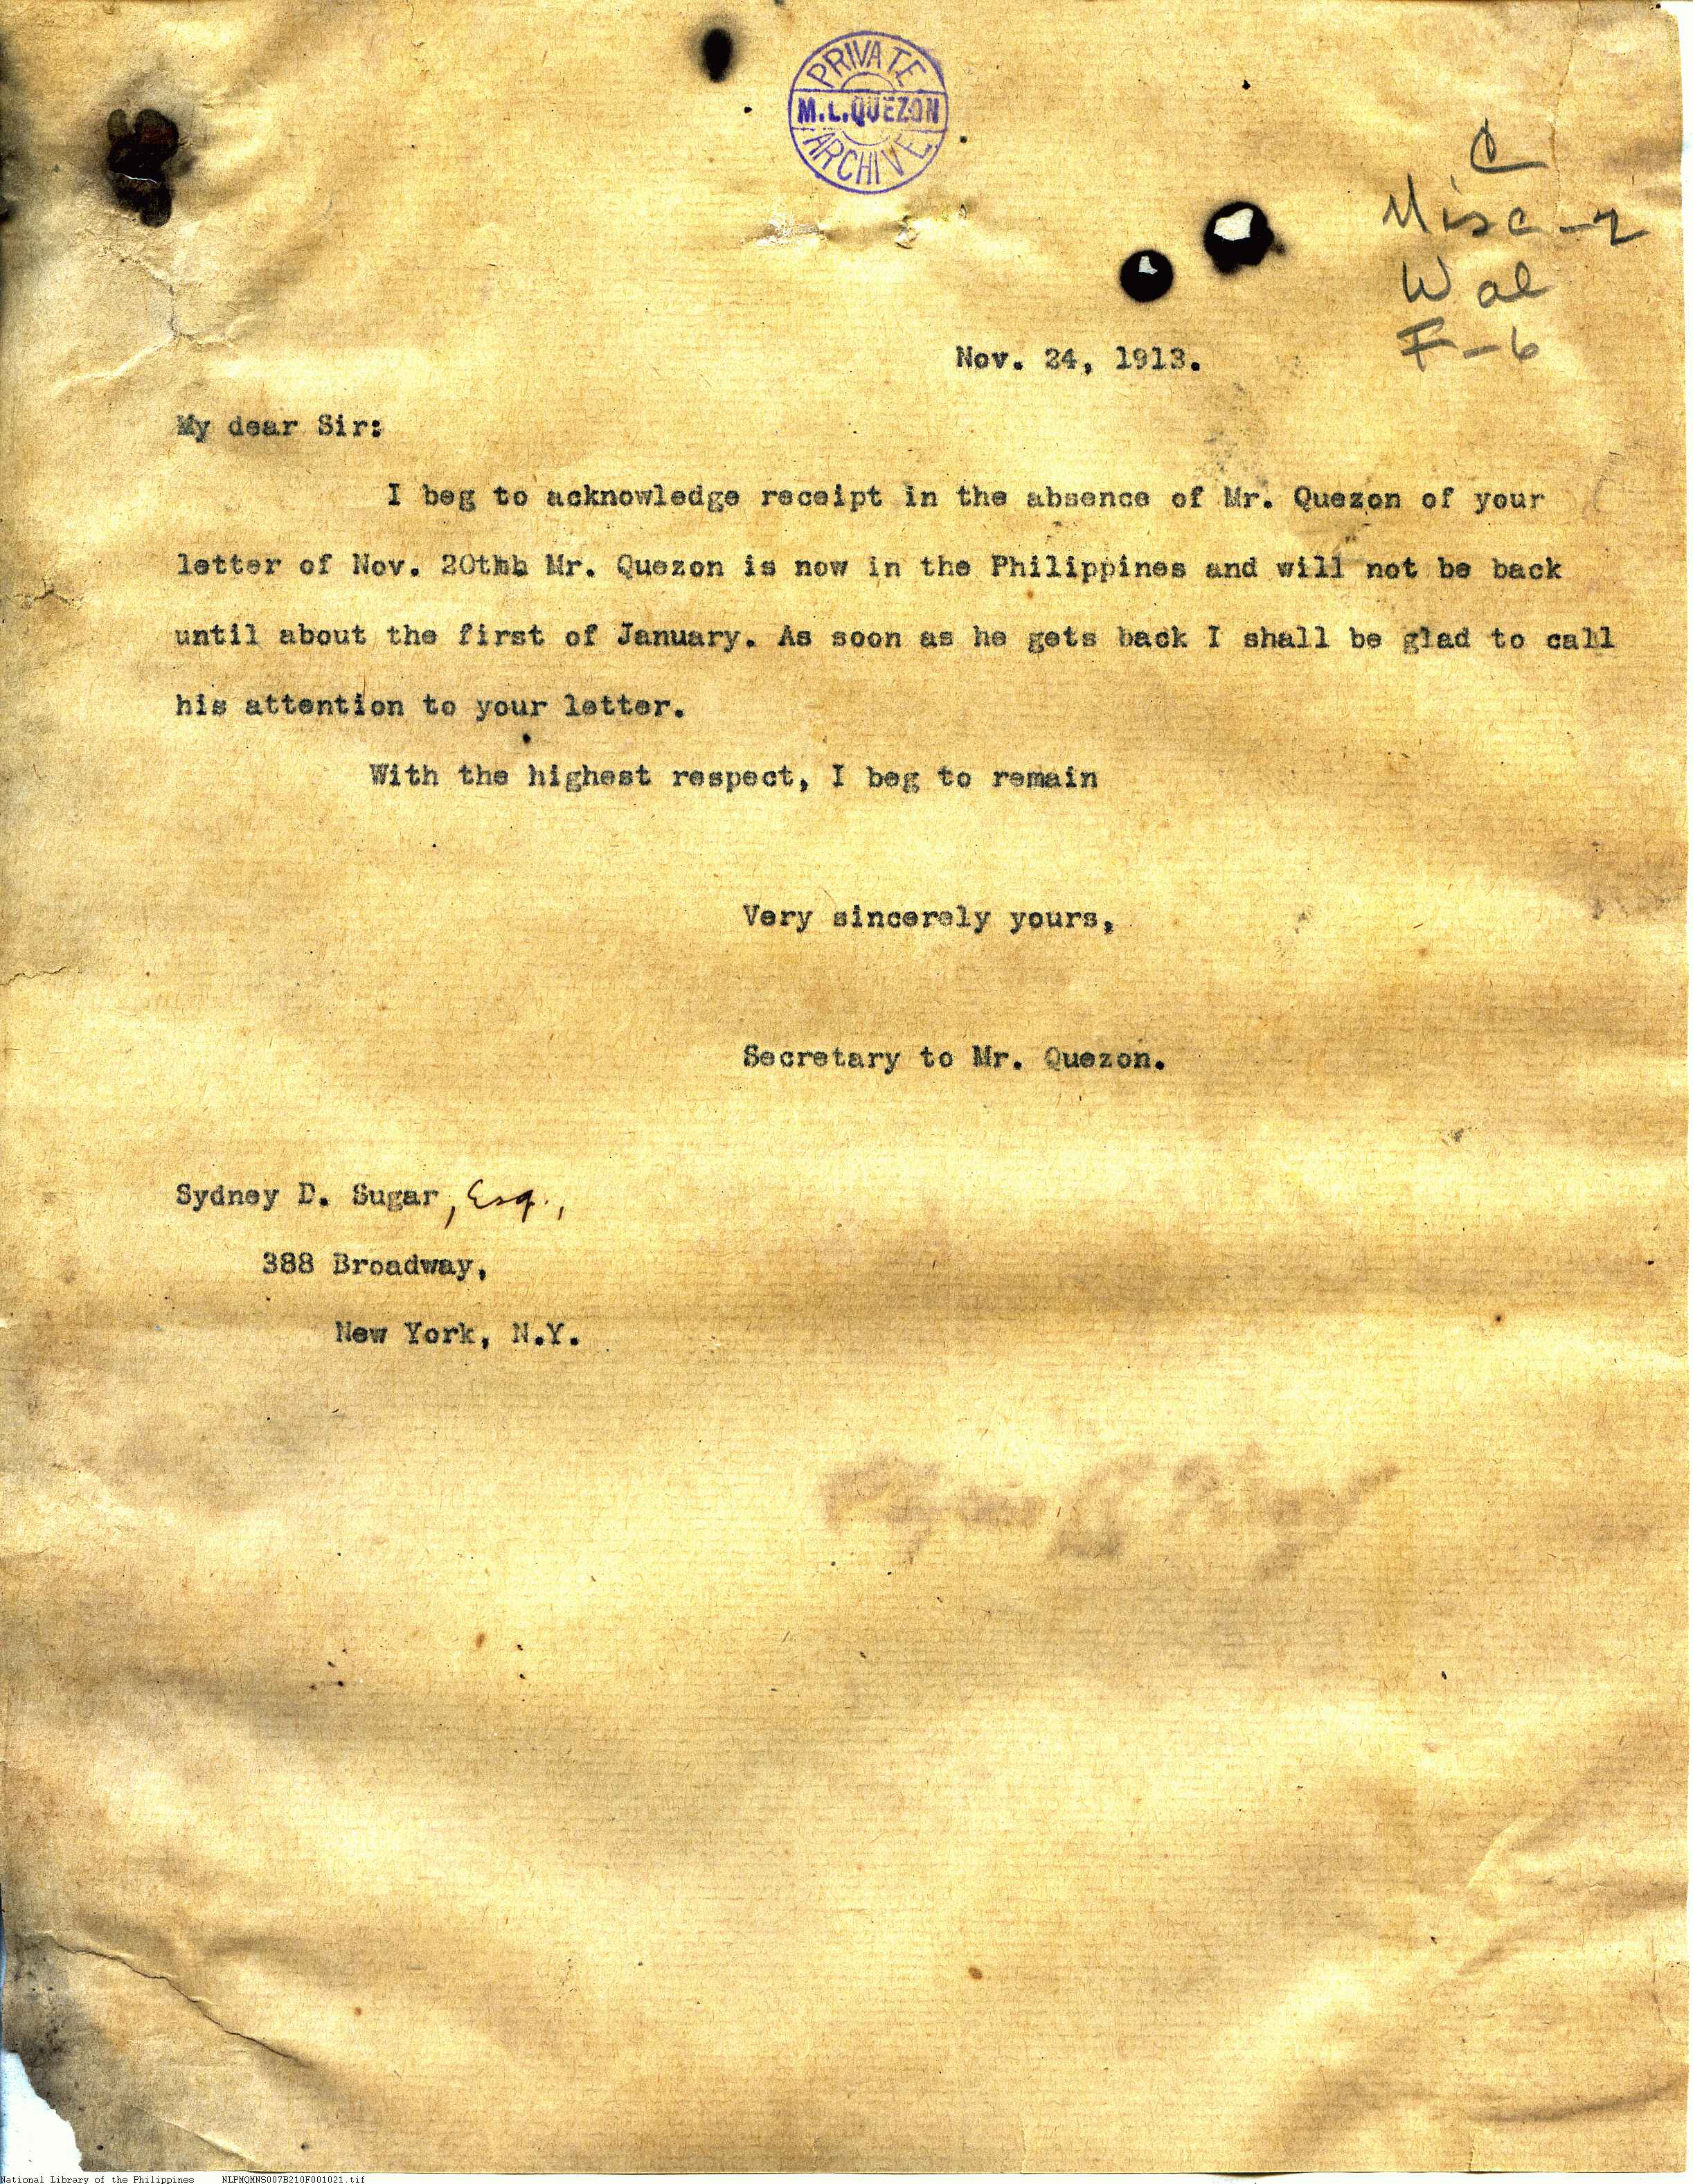 PRIVATE
M.L.QUEZON
ARCHIVE
C
Misc-2
Wal
F-6
Nov. 24, 1913.
My dear Sir:
I beg to acknowledge receipt in the absence of Mr. Quezon of your
letter of Nov. 20thh Mr. Quezon is now in the Philippines and will not be back
until about the first of January. As soon as he gets back I shall be glad to call
his attention to your letter.
With the highest respect, I beg to remain
Very sincerely yours,
Secretary to Mr. Quezon.
Sydney D. Sugar, Esq.,
388 Broadway,
New York, N.Y.
National Library of the Philippines NLPMQMNS007B210F001021.tif